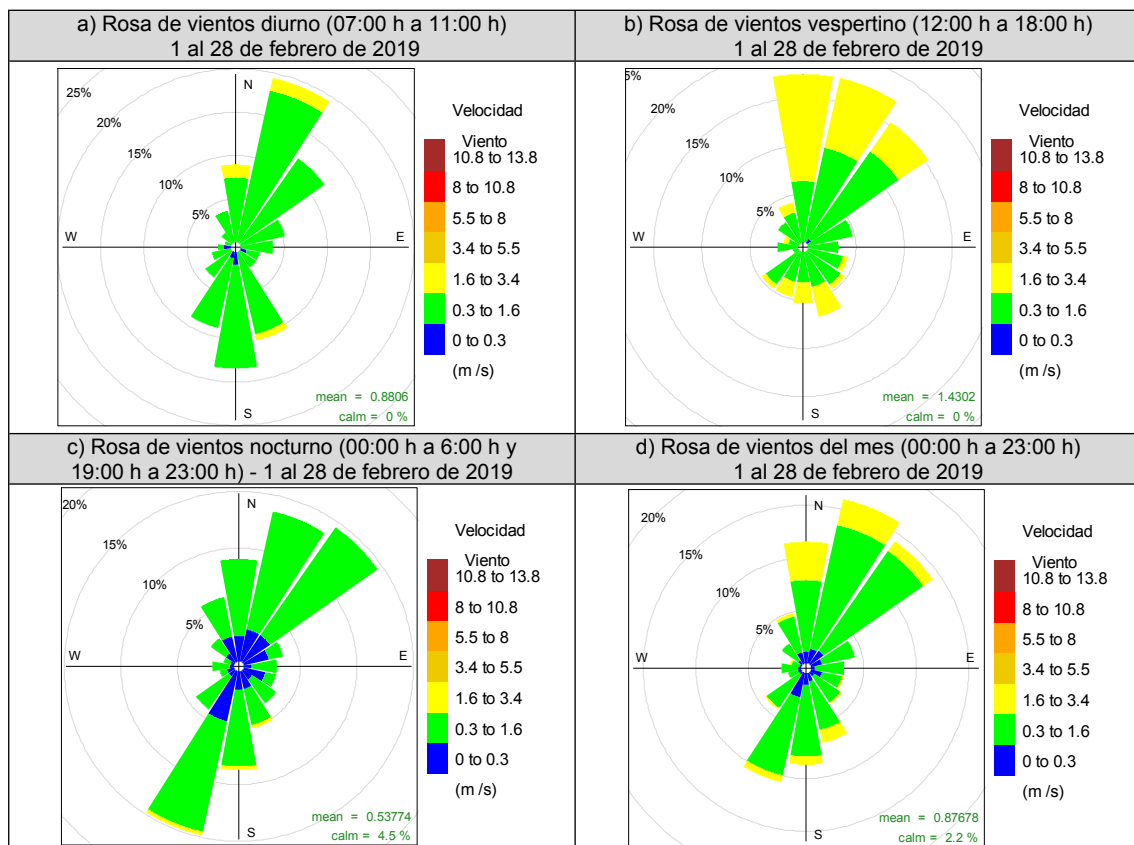 a) Rosa de vientos diurno (07:00 h a 11:00 h)
1 al 28 de febrero de 2019
25%
20%
15%
10%
5%
N
W
E
S
mean = 0.8806
calm = 0 %
Velocidad
Viento
10.8 to 13.8
8 to 10.8
5.5 to 8
3.4 to 5.5
1.6 to 3.4
0.3 to 1.6
0 to 0.3
(m /s)
b) Rosa de vientos vespertino (12:00 h a 18:00 h)
1 al 28 de febrero de 2019
5%
20%
15%
10%
5%
W
E
S
mean = 1.4302
calm = 0 %
Velocidad
Viento
10.8 to 13.8
8 to 10.8
5.5 to 8
3.4 to 5.5
1.6 to 3.4
0.3 to 1.6
0 to 0.3
(m /s)
c) Rosa de vientos nocturno (00:00 h a 6:00 h y
19:00 h a 23:00 h) - 1 al 28 de febrero de 2019
20%
15%
10%
5%
N
W
E
S
mean = 0.53774
calm = 4.5 %
Velocidad
Viento
10.8 to 13.8
8 to 10.8
5.5 to 8
3.4 to 5.5
1.6 to 3.4
0.3 to 1.6
0 to 0.3
(m /s)
d) Rosa de vientos del mes (00:00 h a 23:00 h)
1 al 28 de febrero de 2019
20%
15%
10%
5%
N
W
E
S
mean = 0.87678
calm = 2.2 %
Velocidad
Viento
10.8 to 13.8
8 to 10.8
5.5 to 8
3.4 to 5.5
1.6 to 3.4
0.3 to 1.6
0 to 0.3
(m /s)